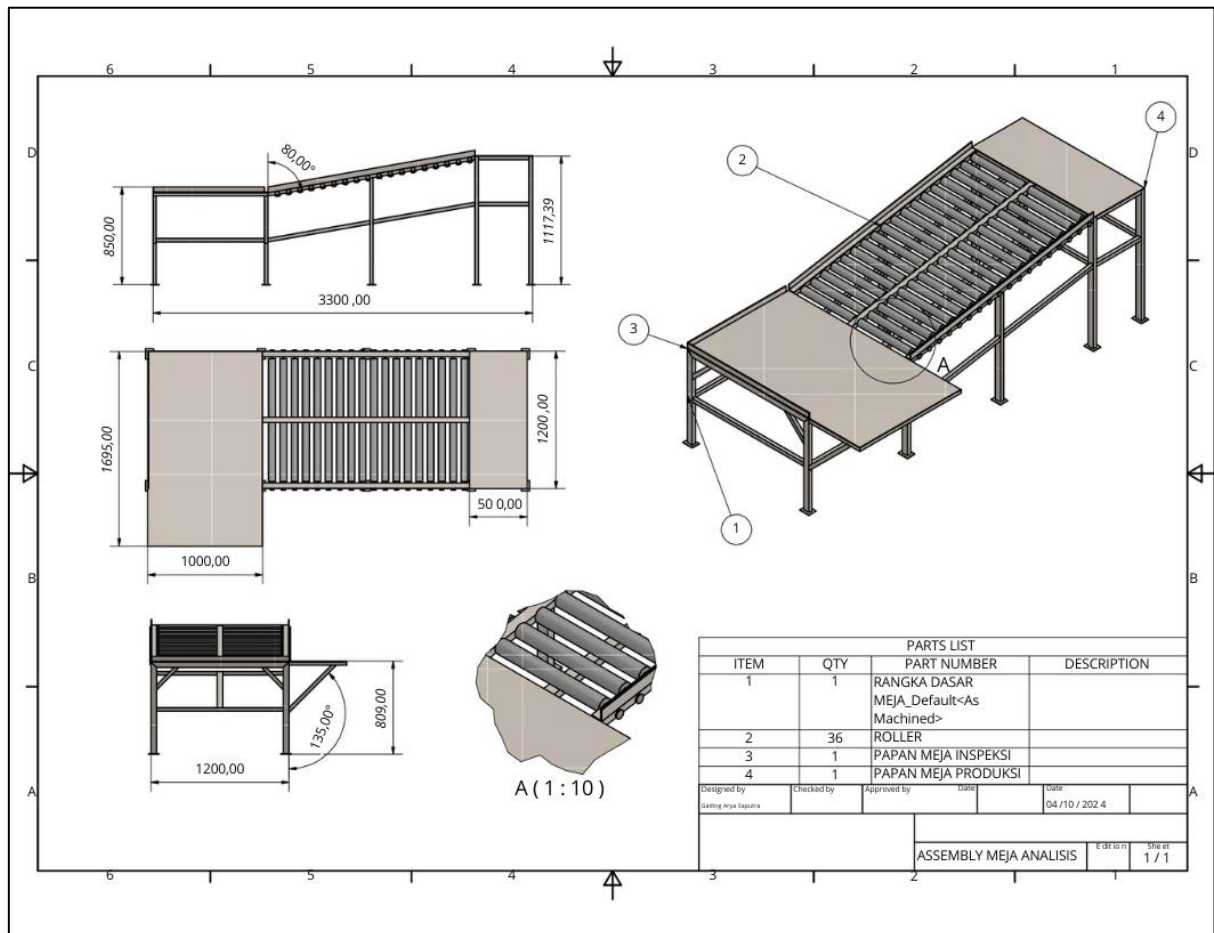 6 5 4 3 2 1
D D
C C
B B
A A
80,00°
850,00
1117,39
3300 ,00
1695,00
1200 ,00
50 0,00
1000,00
135,00°
809,00
1200,00
A ( 1 : 10 )
1
2
3
4
A
PARTS LIST
ITEM QTY PART NUMBER DESCRIPTION
1 1 RANGKA DASAR
MEJA_Default<As
Machined>
2 36 ROLLER
3 1 PAPAN MEJA INSPEKSI
4 1 PAPAN MEJA PRODUKSI
Designed by Checked by Approved by Date Date
Gading Arya Saputra 04 /10 / 202 4
ASSEMBLY MEJA ANALISIS
E dit io n
She et
1 / 1
6 5 4 3 2 1